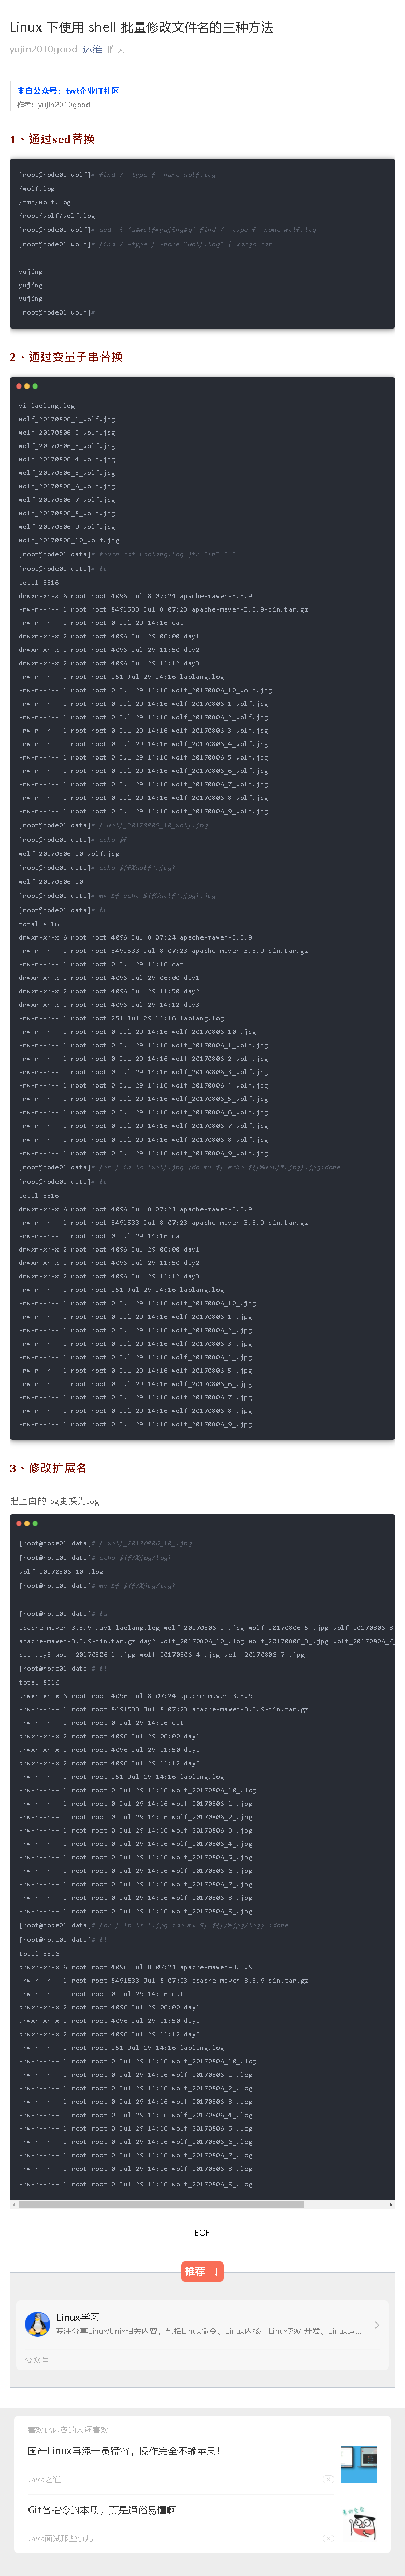 Linux 下使用 shell 批量修改文件名的三种方法
yujin2010good 运维 昨天
来自公众号：twt企业IT社区
作者：yujin2010good
1、通过sed替换
[root@node01 wolf]# find / -type f -name wolf.log
/wolf.log
/tmp/wolf.log
/root/wolf/wolf.log
[root@node01 wolf]# sed -i 's#wolf#yujing#g' find / -type f -name wolf.log
[root@node01 wolf]# find / -type f -name "wolf.log" | xargs cat
yujing
yujing
yujing
[root@node01 wolf]#
2、通过变量子串替换
vi laolang.log
wolf_20170806_1_wolf.jpg
wolf_20170806_2_wolf.jpg
wolf_20170806_3_wolf.jpg
wolf_20170806_4_wolf.jpg
wolf_20170806_5_wolf.jpg
wolf_20170806_6_wolf.jpg
wolf_20170806_7_wolf.jpg
wolf_20170806_8_wolf.jpg
wolf_20170806_9_wolf.jpg
wolf_20170806_10_wolf.jpg
[root@node01 data]# touch cat laolang.log |tr "\n" " "
[root@node01 data]# ll
total 8316
drwxr-xr-x 6 root root 4096 Jul 8 07:24 apache-maven-3.3.9
-rw-r--r-- 1 root root 8491533 Jul 8 07:23 apache-maven-3.3.9-bin.tar.gz
-rw-r--r-- 1 root root 0 Jul 29 14:16 cat
drwxr-xr-x 2 root root 4096 Jul 29 06:00 day1
drwxr-xr-x 2 root root 4096 Jul 29 11:50 day2
drwxr-xr-x 2 root root 4096 Jul 29 14:12 day3
-rw-r--r-- 1 root root 251 Jul 29 14:16 laolang.log
-rw-r--r-- 1 root root 0 Jul 29 14:16 wolf_20170806_10_wolf.jpg
-rw-r--r-- 1 root root 0 Jul 29 14:16 wolf_20170806_1_wolf.jpg
-rw-r--r-- 1 root root 0 Jul 29 14:16 wolf_20170806_2_wolf.jpg
-rw-r--r-- 1 root root 0 Jul 29 14:16 wolf_20170806_3_wolf.jpg
-rw-r--r-- 1 root root 0 Jul 29 14:16 wolf_20170806_4_wolf.jpg
-rw-r--r-- 1 root root 0 Jul 29 14:16 wolf_20170806_5_wolf.jpg
-rw-r--r-- 1 root root 0 Jul 29 14:16 wolf_20170806_6_wolf.jpg
-rw-r--r-- 1 root root 0 Jul 29 14:16 wolf_20170806_7_wolf.jpg
-rw-r--r-- 1 root root 0 Jul 29 14:16 wolf_20170806_8_wolf.jpg
-rw-r--r-- 1 root root 0 Jul 29 14:16 wolf_20170806_9_wolf.jpg
[root@node01 data]# f=wolf_20170806_10_wolf.jpg
[root@node01 data]# echo $f
wolf_20170806_10_wolf.jpg
[root@node01 data]# echo ${f%wolf*.jpg}
wolf_20170806_10_
[root@node01 data]# mv $f echo ${f%wolf*.jpg}.jpg
[root@node01 data]# ll
total 8316
drwxr-xr-x 6 root root 4096 Jul 8 07:24 apache-maven-3.3.9
-rw-r--r-- 1 root root 8491533 Jul 8 07:23 apache-maven-3.3.9-bin.tar.gz
-rw-r--r-- 1 root root 0 Jul 29 14:16 cat
drwxr-xr-x 2 root root 4096 Jul 29 06:00 day1
drwxr-xr-x 2 root root 4096 Jul 29 11:50 day2
drwxr-xr-x 2 root root 4096 Jul 29 14:12 day3
-rw-r--r-- 1 root root 251 Jul 29 14:16 laolang.log
-rw-r--r-- 1 root root 0 Jul 29 14:16 wolf_20170806_10_.jpg
-rw-r--r-- 1 root root 0 Jul 29 14:16 wolf_20170806_1_wolf.jpg
-rw-r--r-- 1 root root 0 Jul 29 14:16 wolf_20170806_2_wolf.jpg
-rw-r--r-- 1 root root 0 Jul 29 14:16 wolf_20170806_3_wolf.jpg
-rw-r--r-- 1 root root 0 Jul 29 14:16 wolf_20170806_4_wolf.jpg
-rw-r--r-- 1 root root 0 Jul 29 14:16 wolf_20170806_5_wolf.jpg
-rw-r--r-- 1 root root 0 Jul 29 14:16 wolf_20170806_6_wolf.jpg
-rw-r--r-- 1 root root 0 Jul 29 14:16 wolf_20170806_7_wolf.jpg
-rw-r--r-- 1 root root 0 Jul 29 14:16 wolf_20170806_8_wolf.jpg
-rw-r--r-- 1 root root 0 Jul 29 14:16 wolf_20170806_9_wolf.jpg
[root@node01 data]# for f in ls *wolf.jpg ;do mv $f echo ${f%wolf*.jpg}.jpg;done
[root@node01 data]# ll
total 8316
drwxr-xr-x 6 root root 4096 Jul 8 07:24 apache-maven-3.3.9
-rw-r--r-- 1 root root 8491533 Jul 8 07:23 apache-maven-3.3.9-bin.tar.gz
-rw-r--r-- 1 root root 0 Jul 29 14:16 cat
drwxr-xr-x 2 root root 4096 Jul 29 06:00 day1
drwxr-xr-x 2 root root 4096 Jul 29 11:50 day2
drwxr-xr-x 2 root root 4096 Jul 29 14:12 day3
-rw-r--r-- 1 root root 251 Jul 29 14:16 laolang.log
-rw-r--r-- 1 root root 0 Jul 29 14:16 wolf_20170806_10_.jpg
-rw-r--r-- 1 root root 0 Jul 29 14:16 wolf_20170806_1_.jpg
-rw-r--r-- 1 root root 0 Jul 29 14:16 wolf_20170806_2_.jpg
-rw-r--r-- 1 root root 0 Jul 29 14:16 wolf_20170806_3_.jpg
-rw-r--r-- 1 root root 0 Jul 29 14:16 wolf_20170806_4_.jpg
-rw-r--r-- 1 root root 0 Jul 29 14:16 wolf_20170806_5_.jpg
-rw-r--r-- 1 root root 0 Jul 29 14:16 wolf_20170806_6_.jpg
-rw-r--r-- 1 root root 0 Jul 29 14:16 wolf_20170806_7_.jpg
-rw-r--r-- 1 root root 0 Jul 29 14:16 wolf_20170806_8_.jpg
-rw-r--r-- 1 root root 0 Jul 29 14:16 wolf_20170806_9_.jpg
3、修改扩展名
把上面的jpg更换为log
[root@node01 data]# f=wolf_20170806_10_.jpg
[root@node01 data]# echo ${f/%jpg/log}
wolf_20170806_10_.log
[root@node01 data]# mv $f ${f/%jpg/log}
[root@node01 data]# ls
apache-maven-3.3.9 day1 laolang.log wolf_20170806_2_.jpg wolf_20170806_5_.jpg wolf_20170806_8_
apache-maven-3.3.9-bin.tar.gz day2 wolf_20170806_10_.log wolf_20170806_3_.jpg wolf_20170806_6_
cat day3 wolf_20170806_1_.jpg wolf_20170806_4_.jpg wolf_20170806_7_.jpg
[root@node01 data]# ll
total 8316
drwxr-xr-x 6 root root 4096 Jul 8 07:24 apache-maven-3.3.9
-rw-r--r-- 1 root root 8491533 Jul 8 07:23 apache-maven-3.3.9-bin.tar.gz
-rw-r--r-- 1 root root 0 Jul 29 14:16 cat
drwxr-xr-x 2 root root 4096 Jul 29 06:00 day1
drwxr-xr-x 2 root root 4096 Jul 29 11:50 day2
drwxr-xr-x 2 root root 4096 Jul 29 14:12 day3
-rw-r--r-- 1 root root 251 Jul 29 14:16 laolang.log
-rw-r--r-- 1 root root 0 Jul 29 14:16 wolf_20170806_10_.log
-rw-r--r-- 1 root root 0 Jul 29 14:16 wolf_20170806_1_.jpg
-rw-r--r-- 1 root root 0 Jul 29 14:16 wolf_20170806_2_.jpg
-rw-r--r-- 1 root root 0 Jul 29 14:16 wolf_20170806_3_.jpg
-rw-r--r-- 1 root root 0 Jul 29 14:16 wolf_20170806_4_.jpg
-rw-r--r-- 1 root root 0 Jul 29 14:16 wolf_20170806_5_.jpg
-rw-r--r-- 1 root root 0 Jul 29 14:16 wolf_20170806_6_.jpg
-rw-r--r-- 1 root root 0 Jul 29 14:16 wolf_20170806_7_.jpg
-rw-r--r-- 1 root root 0 Jul 29 14:16 wolf_20170806_8_.jpg
-rw-r--r-- 1 root root 0 Jul 29 14:16 wolf_20170806_9_.jpg
[root@node01 data]# for f in ls *.jpg ;do mv $f ${f/%jpg/log} ;done
[root@node01 data]# ll
total 8316
drwxr-xr-x 6 root root 4096 Jul 8 07:24 apache-maven-3.3.9
-rw-r--r-- 1 root root 8491533 Jul 8 07:23 apache-maven-3.3.9-bin.tar.gz
-rw-r--r-- 1 root root 0 Jul 29 14:16 cat
drwxr-xr-x 2 root root 4096 Jul 29 06:00 day1
drwxr-xr-x 2 root root 4096 Jul 29 11:50 day2
drwxr-xr-x 2 root root 4096 Jul 29 14:12 day3
-rw-r--r-- 1 root root 251 Jul 29 14:16 laolang.log
-rw-r--r-- 1 root root 0 Jul 29 14:16 wolf_20170806_10_.log
-rw-r--r-- 1 root root 0 Jul 29 14:16 wolf_20170806_1_.log
-rw-r--r-- 1 root root 0 Jul 29 14:16 wolf_20170806_2_.log
-rw-r--r-- 1 root root 0 Jul 29 14:16 wolf_20170806_3_.log
-rw-r--r-- 1 root root 0 Jul 29 14:16 wolf_20170806_4_.log
-rw-r--r-- 1 root root 0 Jul 29 14:16 wolf_20170806_5_.log
-rw-r--r-- 1 root root 0 Jul 29 14:16 wolf_20170806_6_.log
-rw-r--r-- 1 root root 0 Jul 29 14:16 wolf_20170806_7_.log
-rw-r--r-- 1 root root 0 Jul 29 14:16 wolf_20170806_8_.log
-rw-r--r-- 1 root root 0 Jul 29 14:16 wolf_20170806_9_.log
--- EOF ---
推荐↓↓↓
Linux学习
专注分享Linux/Unix相关内容，包括Linux命令、Linux内核、Linux系统开发、Linux运...
公众号
喜欢此内容的人还喜欢
国产Linux再添一员猛将，操作完全不输苹果！
Java之道
Git各指令的本质，真是通俗易懂啊
Java面试那些事儿